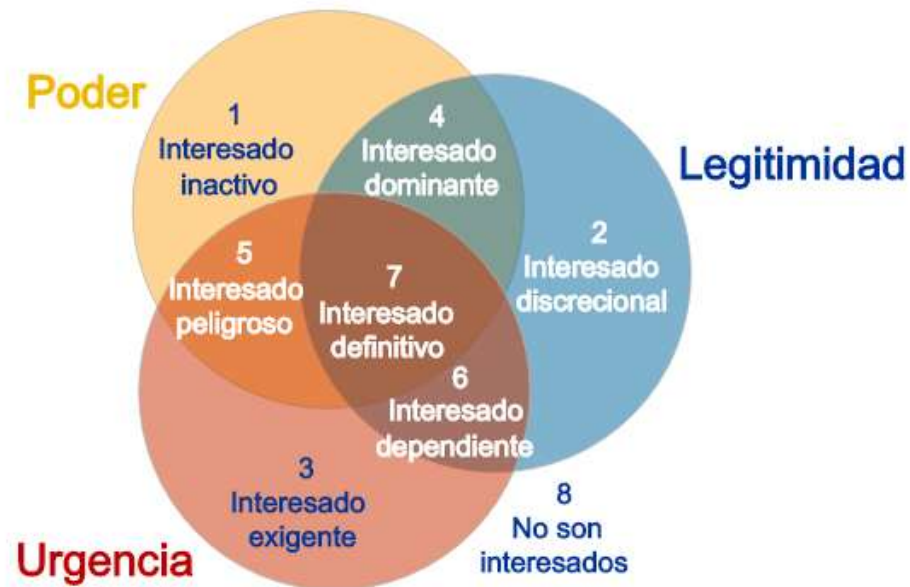 Poder
1
Interesado
inactivo
4
Interesado
dominante
Legitimidad
2
Interesado
discrecional
5
Interesado
peligroso
7
Interesado
definitivo
6
Interesado
dependiente
3
Interesado
exigente
8
No son
interesados
Urgencia